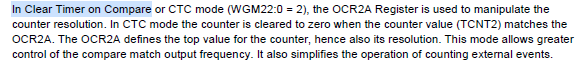 In Clear Timer on Compare or CTC mode (WGM22:0 = 2), the OCR2A Register is used to manipulate the
counter resolution. In CTC mode the counter is cleared to zero when the counter value (TCNT2) matches the
OCR2A. The OCR2A defines the top value for the counter, hence also its resolution. This mode allows greater
control of the compare match output frequency. It also simplifies the operation of counting external events.